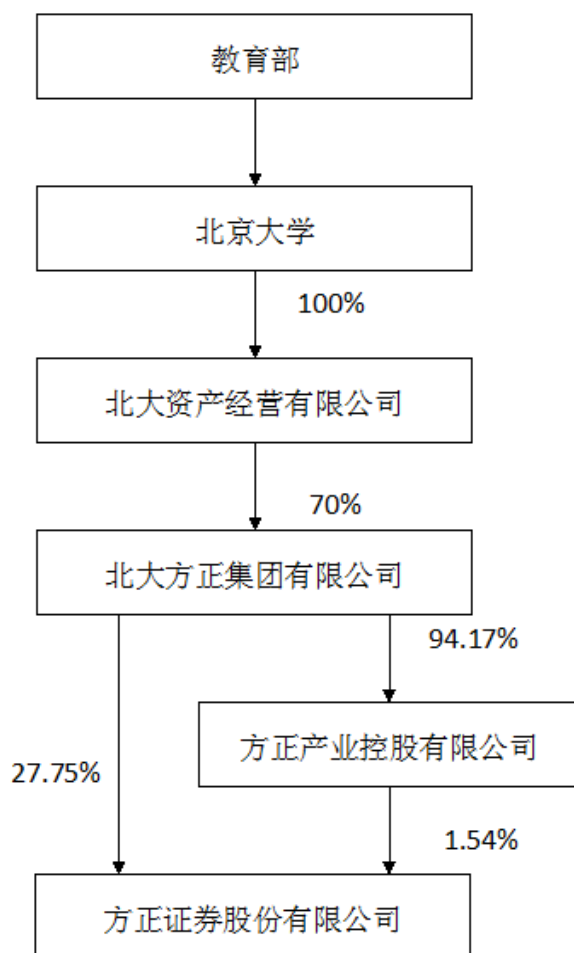 教育部
北京大学
100%
北大资产经营有限公司
70%
北大方正集团有限公司
94.17%
方正产业控股有限公司
27.75%
1.54%
方正证券股份有限公司